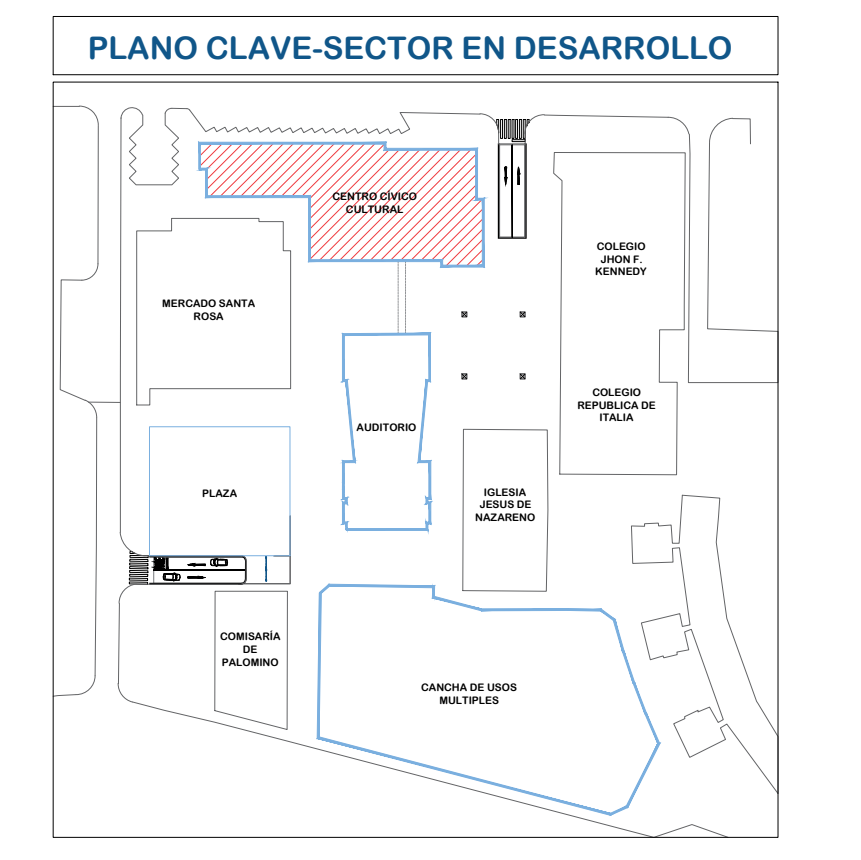 PLANO CLAVE-SECTOR EN DESARROLLO
CENTRO CÍVICO
CULTURAL
COLEGIO
JHON F.
KENNEDY
MERCADO SANTA
ROSA
COLEGIO
REPUBLICA DE
ITALIA
AUDITORIO
PLAZA
IGLESIA
JESUS DE
NAZARENO
COMISARÍA
DE
PALOMINO
CANCHA DE USOS
MULTIPLES